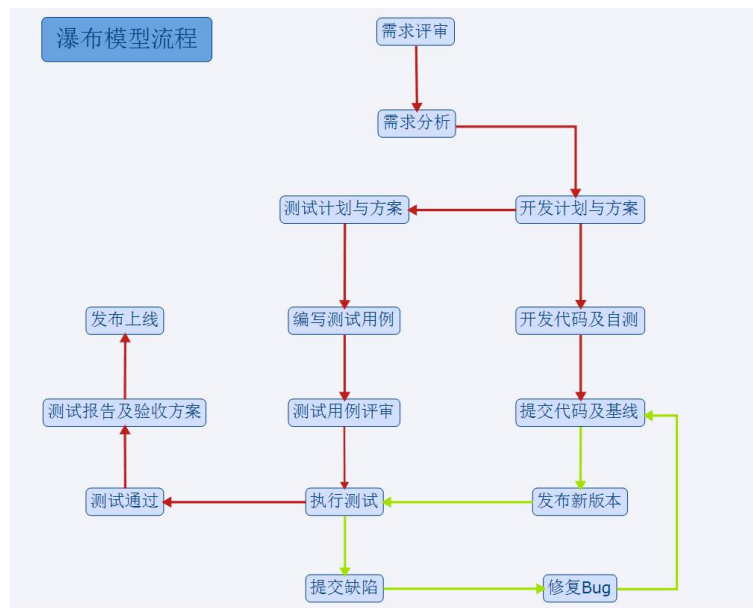 瀑布模型流程
需求评审
需求分析
测试计划与方案
开发计划与方案
发布上线
编写测试用例
开发代码及自测
测试报告及验收方案
测试用例评审
提交代码及基线
测试通过
执行测试
发布新版本
提交缺陷
修复Bug